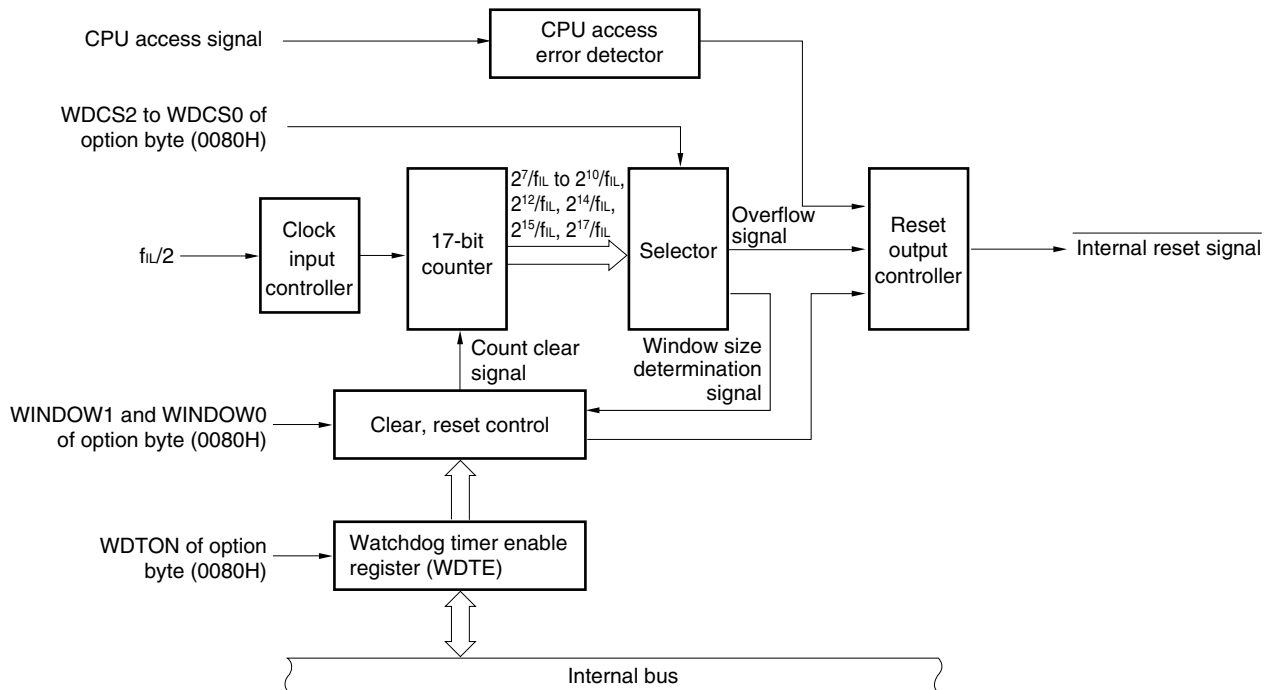 CPU access signal
CPU access
error detector
WDCS2 to WDCS0 of
option byte (0080H)
fIL/2
Clock
input
controller
17-bit
counter
2⁷/fIL to 2¹⁰/fIL,
2¹²/fIL, 2¹⁴/fIL,
2¹⁵/fIL, 2¹⁷/fIL
Selector
Overflow
signal
Reset
output
controller
Internal reset signal
Count clear
signal
Window size
determination
signal
WINDOW1 and WINDOW0
of option byte (0080H)
Clear, reset control
WDTON of option
byte (0080H)
Watchdog timer enable
register (WDTE)
Internal bus